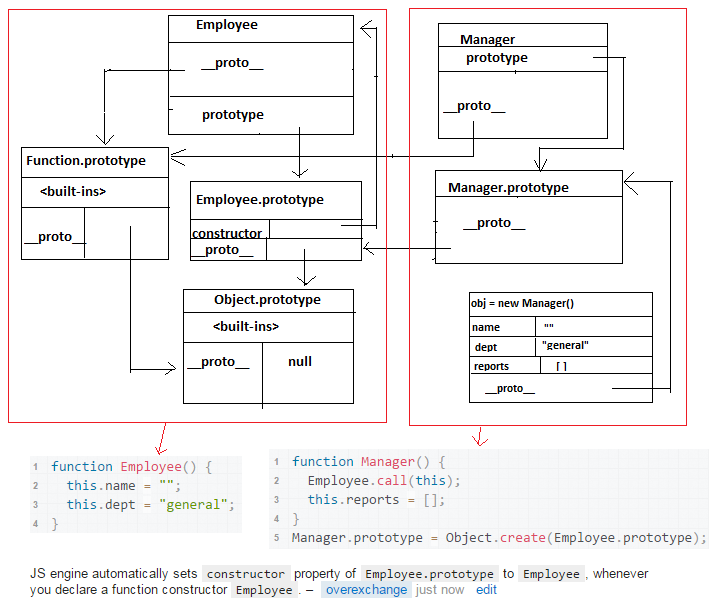 Employee
__proto__
prototype
Function.prototype
<built-ins>
__proto__
Employee.prototype
constructor
__proto__
Object.prototype
<built-ins>
__proto__ null
Manager
prototype
__proto__
Manager.prototype
__proto__
obj = new Manager()
name ""
dept "general"
reports [ ]
__proto__
1 function Employee() {
2 this.name = "";
3 this.dept = "general";
4 }
1 function Manager() {
2 Employee.call(this);
3 this.reports = [];
4 }
5 Manager.prototype = Object.create(Employee.prototype);
JS engine automatically sets constructor property of Employee.prototype to Employee , whenever
you declare a function constructor Employee . – overexchange just now edit